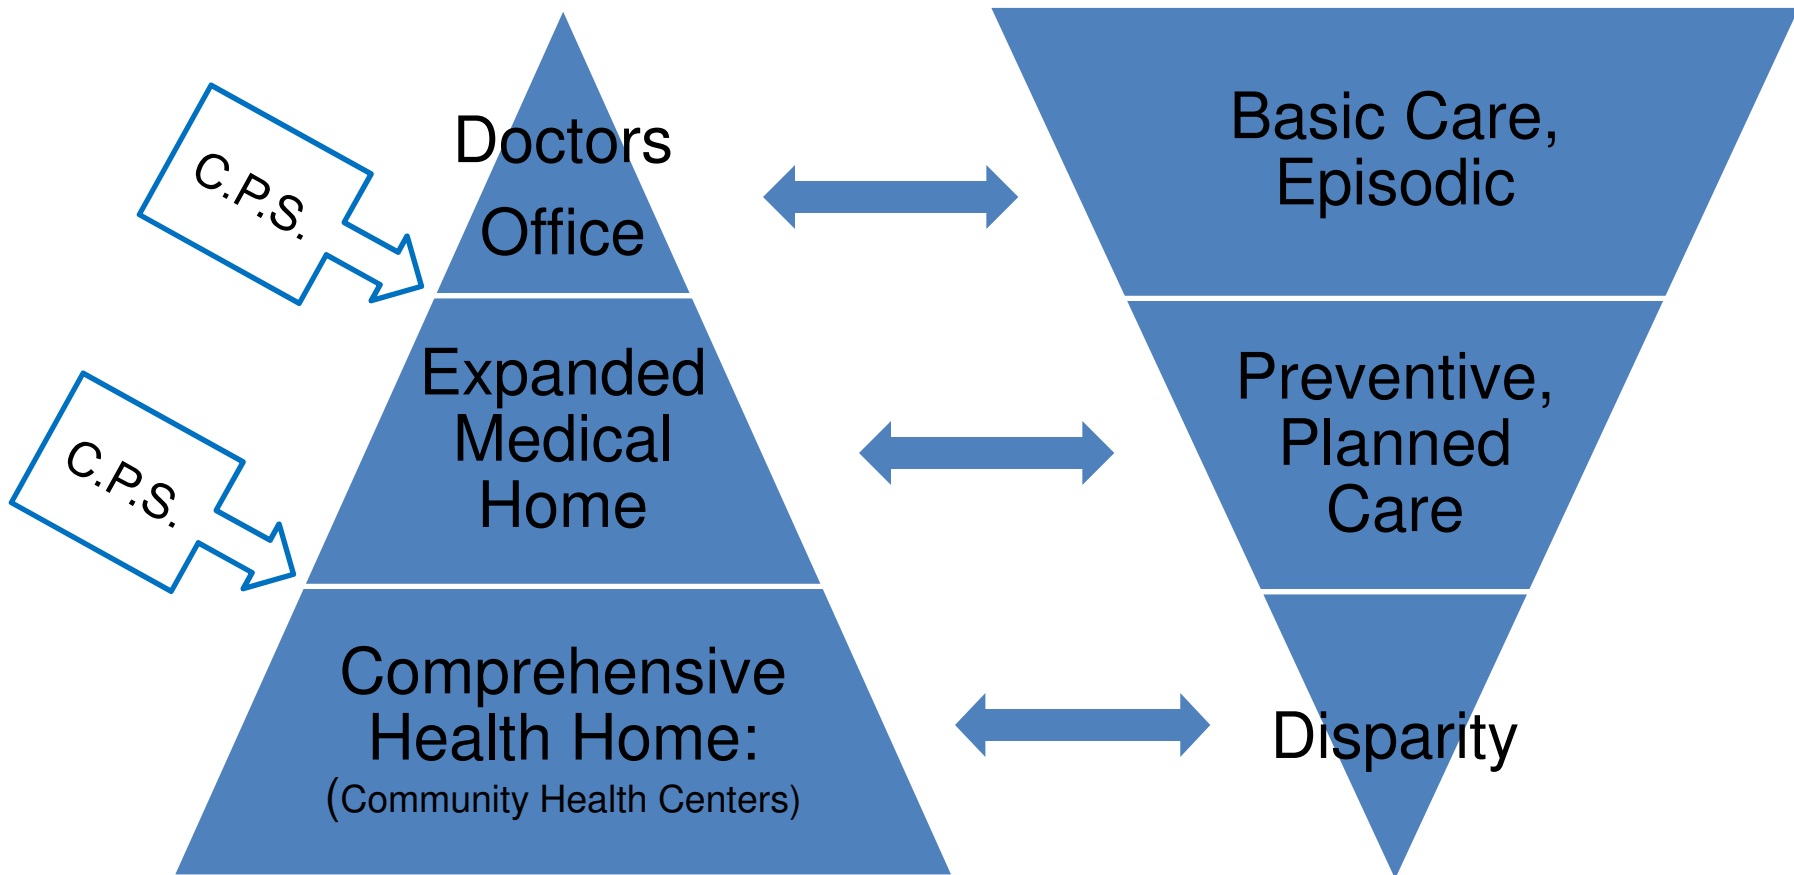 C.P.S.
Doctors
Office
Basic Care,
Episodic
C.P.S.
Expanded
Medical
Home
Preventive,
Planned
Care
Comprehensive
Health Home:
(Community Health Centers)
Disparity